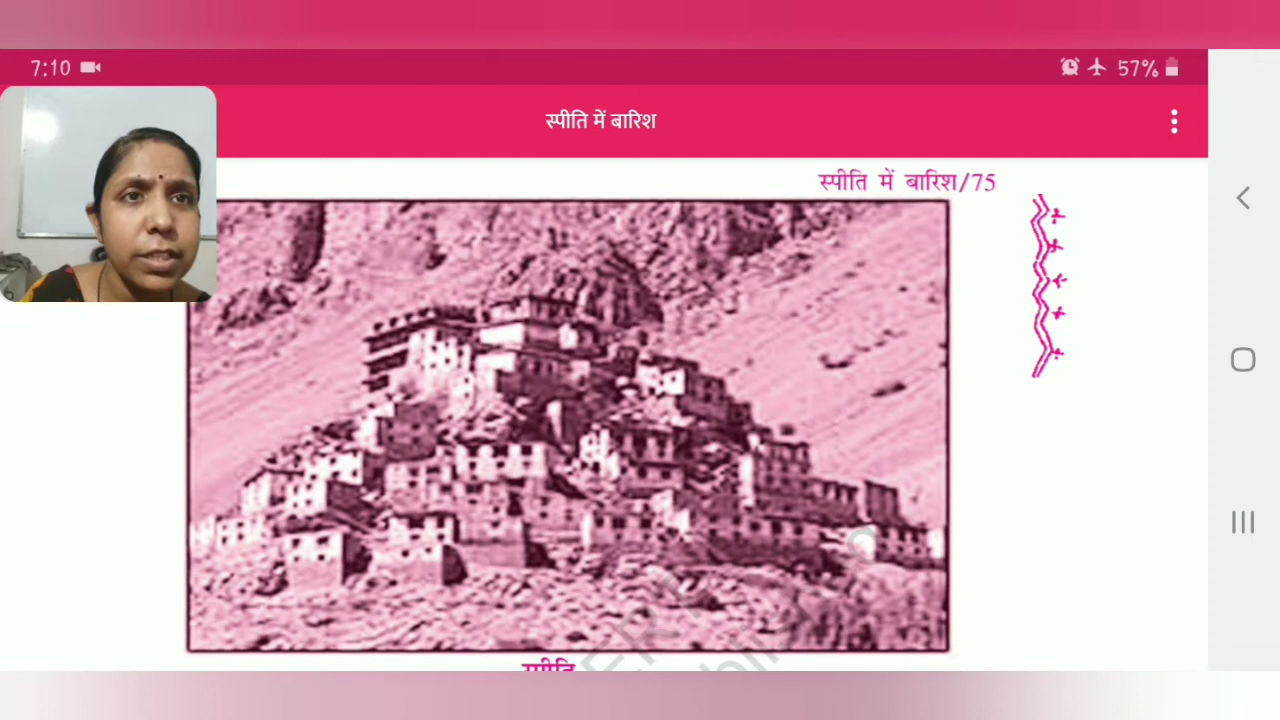 7:10
57%
स्पीति में बारिश
स्पीति में बारिश/75
स्पीति